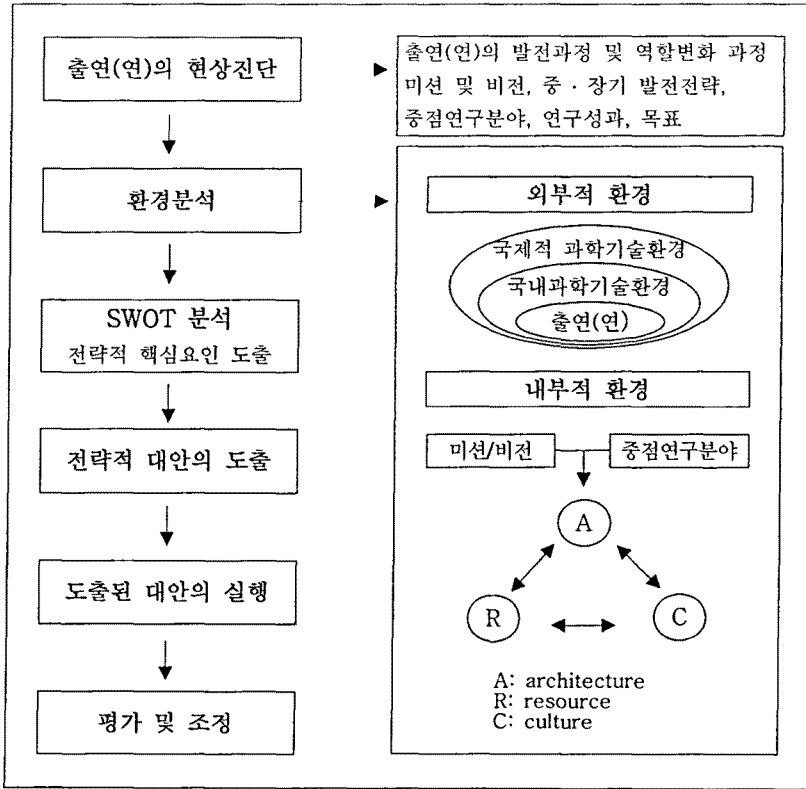 출연(연)의 현상진단
출연(연)의 발전과정 및 역할변화 과정
미션 및 비전, 중 · 장기 발전전략,
중점연구분야, 연구성과, 목표
환경분석
외부적 환경
국제적 과학기술환경
국내과학기술환경
출연(연)
SWOT 분석
전략적 핵심요인 도출
내부적 환경
전략적 대안의 도출
미션/비전
중점연구분야
A
도출된 대안의 실행
R
C
A: architecture
R: resource
C: culture
평가 및 조정